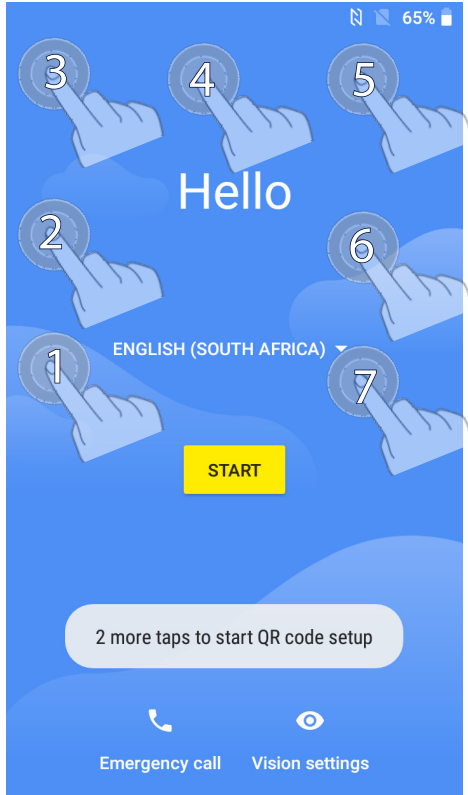 65%
3 4 5
Hello
2 6
ENGLISH (SOUTH AFRICA)
1 7
START
2 more taps to start QR code setup
Emergency call Vision settings